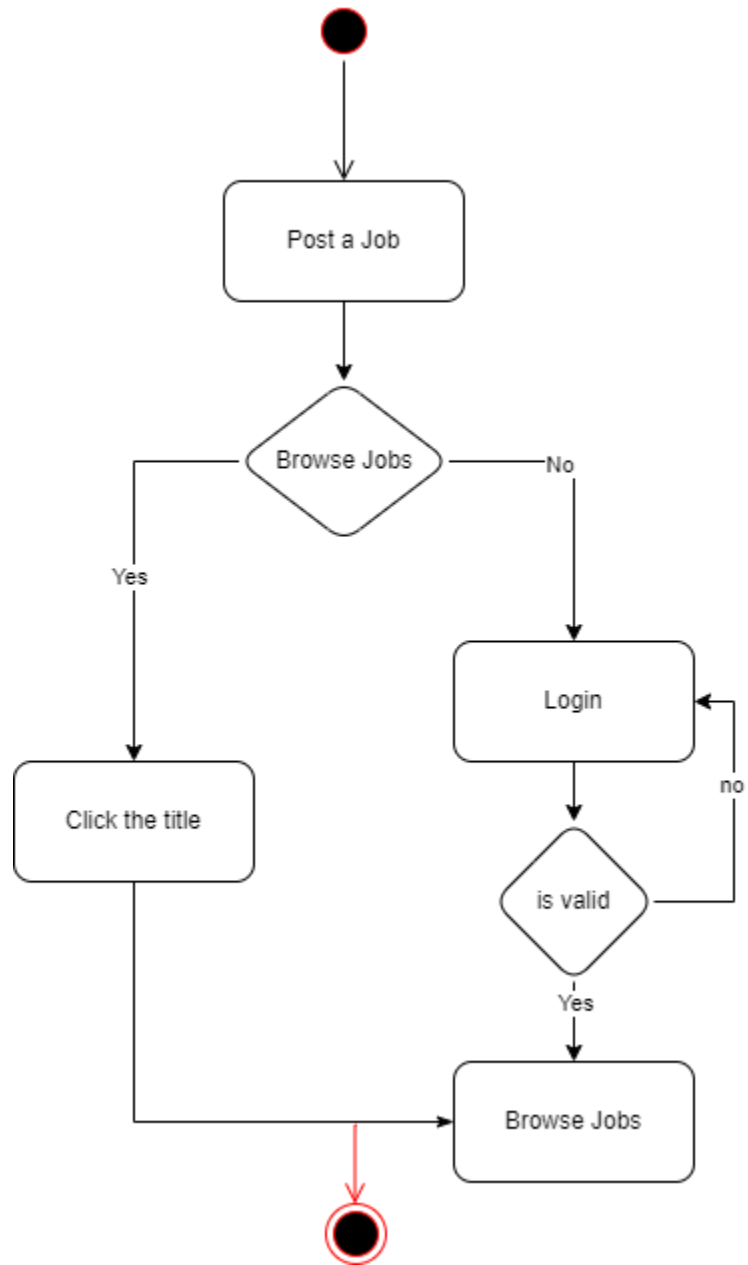 Post a Job
Browse Jobs
No
Yes
Login
no
Click the title
is valid
Yes
Browse Jobs